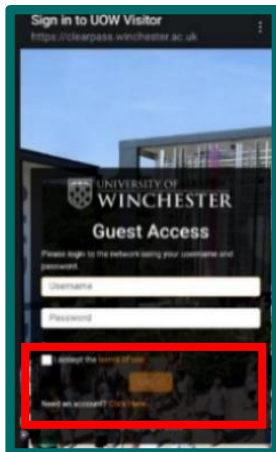 Sign in to UOW Visitor
https://clearpass.winchester.ac.uk
UNIVERSITY OF
WINCHESTER
Guest Access
Please login to the network using your username and
password.
Username
Password
I accept the terms of use
Need an account? Click Here